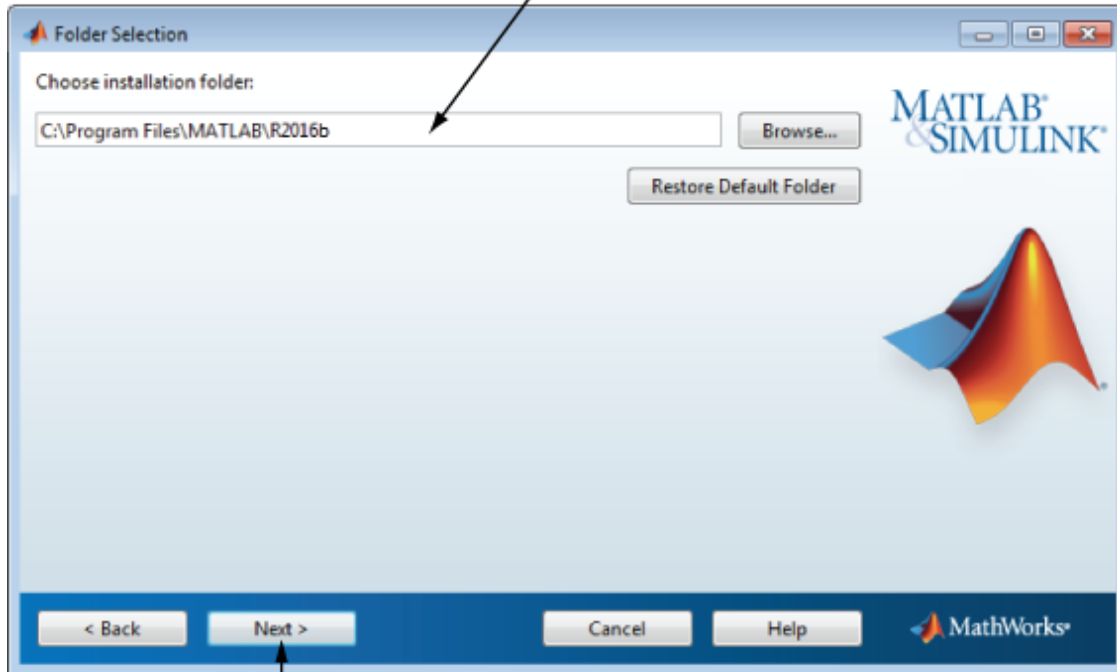 Folder Selection
Choose installation folder:
C:\Program Files\MATLAB\R2016b
Browse...
MATLAB®
&SIMULINK®
Restore Default Folder
®
< Back
Next >
Cancel
Help
MathWorks®